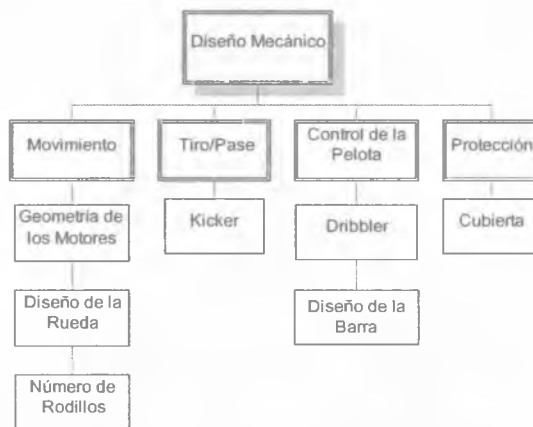 Diseño Mecánico
Movimiento
Tiro/Pase
Control de la
Pelota
Protección
Geometría de
los Motores
Kicker
Dribbler
Cubierta
Diseño de la
Rueda
Diseño de la
Barra
Número de
Rodillos